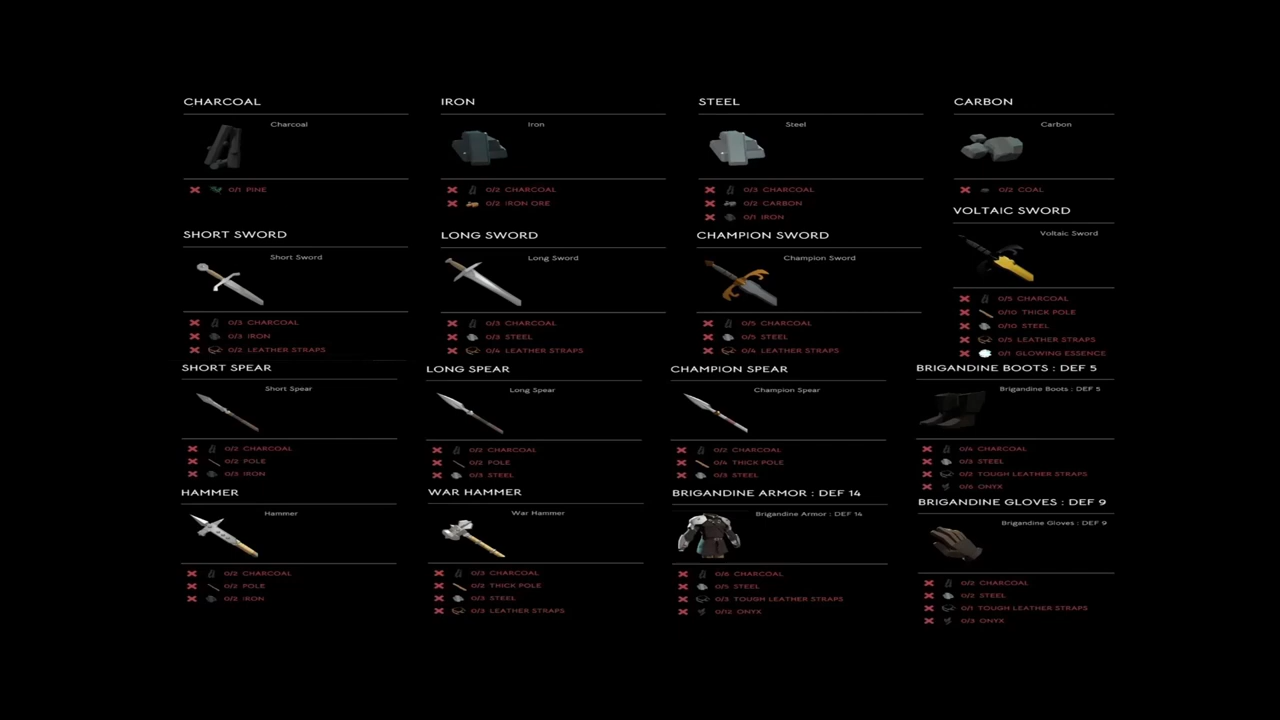 CHARCOAL
Charcoal
0/1 PINE
IRON
Iron
0/2 CHARCOAL
0/2 IRON ORE
STEEL
Steel
0/3 CHARCOAL
0/2 CARBON
0/1 IRON
CARBON
Carbon
0/2 COAL
SHORT SWORD
Short Sword
0/3 CHARCOAL
0/3 IRON
0/2 LEATHER STRAPS
LONG SWORD
Long Sword
0/3 CHARCOAL
0/3 STEEL
0/4 LEATHER STRAPS
CHAMPION SWORD
Champion Sword
0/5 CHARCOAL
0/5 STEEL
0/4 LEATHER STRAPS
VOLTAIC SWORD
Voltaic Sword
0/5 CHARCOAL
0/10 THICK POLE
0/10 STEEL
0/5 LEATHER STRAPS
0/1 GLOWING ESSENCE
SHORT SPEAR
Short Spear
0/2 CHARCOAL
0/2 POLE
0/3 IRON
LONG SPEAR
Long Spear
0/2 CHARCOAL
0/2 POLE
0/3 STEEL
CHAMPION SPEAR
Champion Spear
0/2 CHARCOAL
0/4 THICK POLE
0/3 STEEL
BRIGANDINE BOOTS : DEF 5
Brigandine Boots : DEF 5
0/4 CHARCOAL
0/3 STEEL
0/2 TOUGH LEATHER STRAPS
0/6 ONYX
HAMMER
Hammer
0/2 CHARCOAL
0/2 POLE
0/2 IRON
WAR HAMMER
War Hammer
0/3 CHARCOAL
0/2 THICK POLE
0/3 STEEL
0/3 LEATHER STRAPS
BRIGANDINE ARMOR : DEF 14
Brigandine Armor : DEF 14
0/6 CHARCOAL
0/5 STEEL
0/3 TOUGH LEATHER STRAPS
0/12 ONYX
BRIGANDINE GLOVES : DEF 9
Brigandine Gloves : DEF 9
0/2 CHARCOAL
0/2 STEEL
0/1 TOUGH LEATHER STRAPS
0/3 ONYX